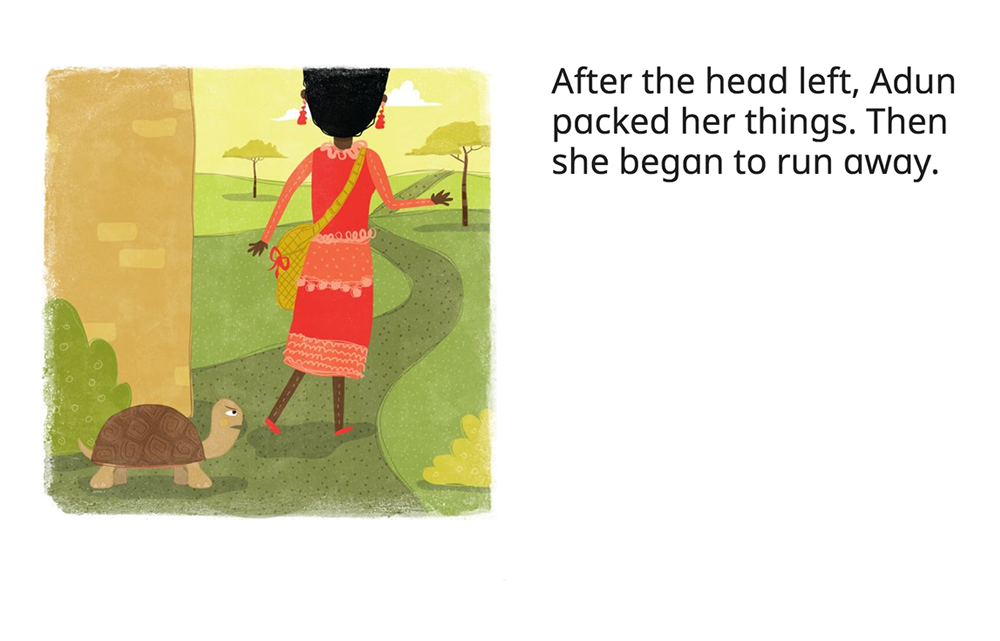 After the head left, Adun
packed her things. Then
she began to run away.